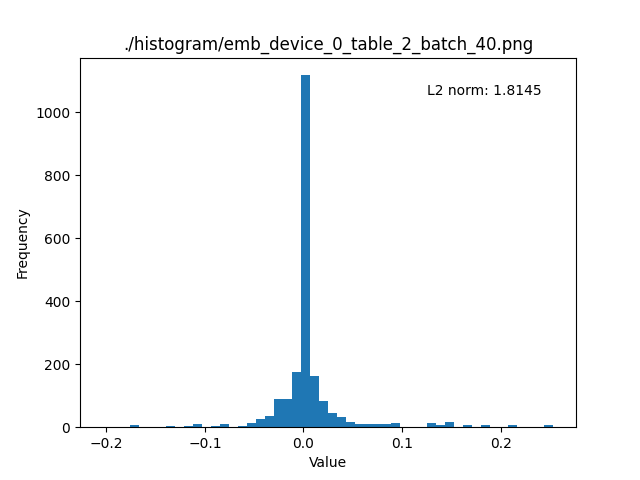 ./histogram/emb_device_0_table_2_batch_40.png
L2 norm: 1.8145
Frequency
1000
800
600
400
200
0
−0.2 −0.1 0.0 0.1 0.2
Value